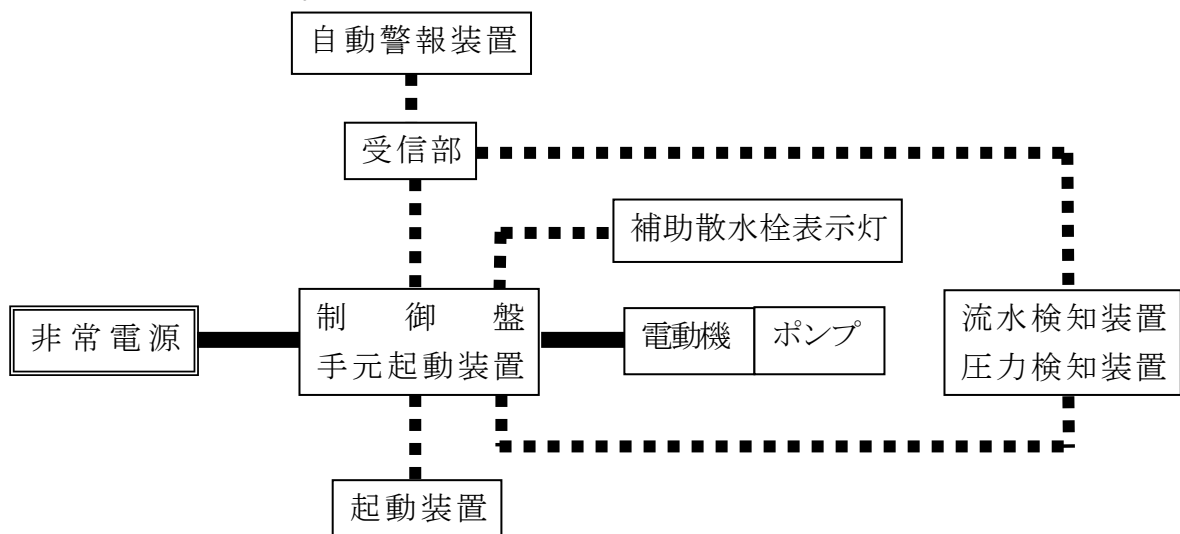 自動警報装置
受信部
補助散水栓表示灯
非常電源
制御盤
手元起動装置
電動機
ポンプ
流水検知装置
圧力検知装置
起動装置